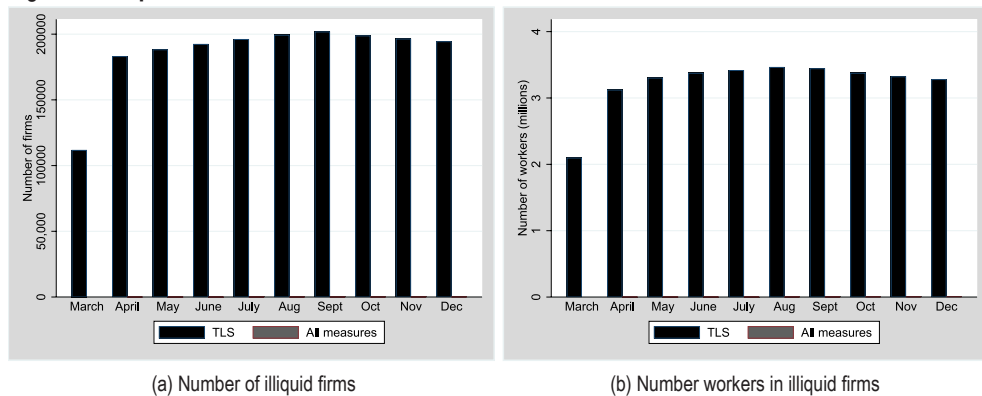 200000
150000
100000
50,000
0
Number of firms
March April May June July Aug Sept Oct Nov Dec
TLS All measures
(a) Number of illiquid firms
4
3
2
1
0
Number of workers (millions)
March April May June July Aug Sept Oct Nov Dec
TLS All measures
(b) Number workers in illiquid firms